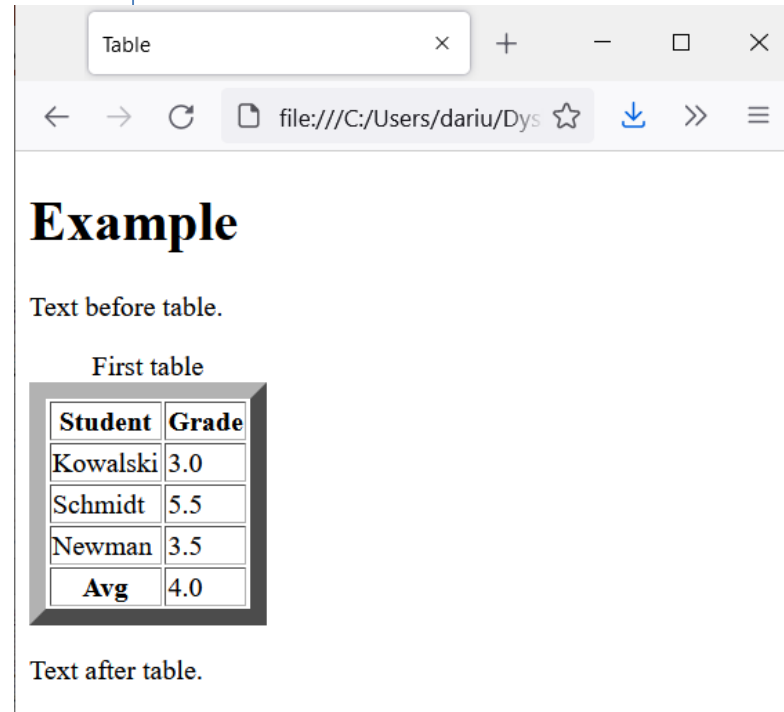 Table
file:///C:/Users/dariu/Dys
Example
Text before table.
First table
Student Grade
Kowalski 3.0
Schmidt 5.5
Newman 3.5
Avg 4.0
Text after table.